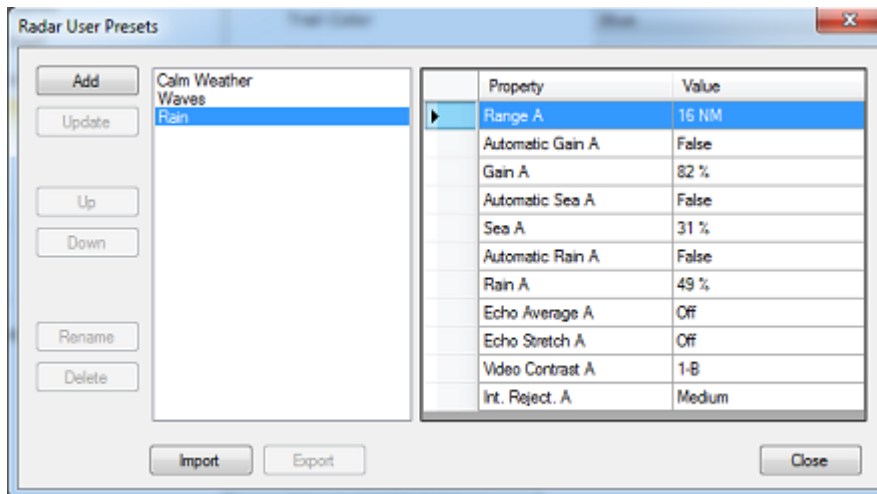 Radar User Presets
Add
Update
Up
Down
Rename
Delete
Calm Weather
Waves
Rain
Property Value
Range A 16 NM
Automatic Gain A False
Gain A 82 %
Automatic Sea A False
Sea A 31 %
Automatic Rain A False
Rain A 49 %
Echo Average A Off
Echo Stretch A Off
Video Contrast A 1-B
Int. Reject. A Medium
Import Export Close